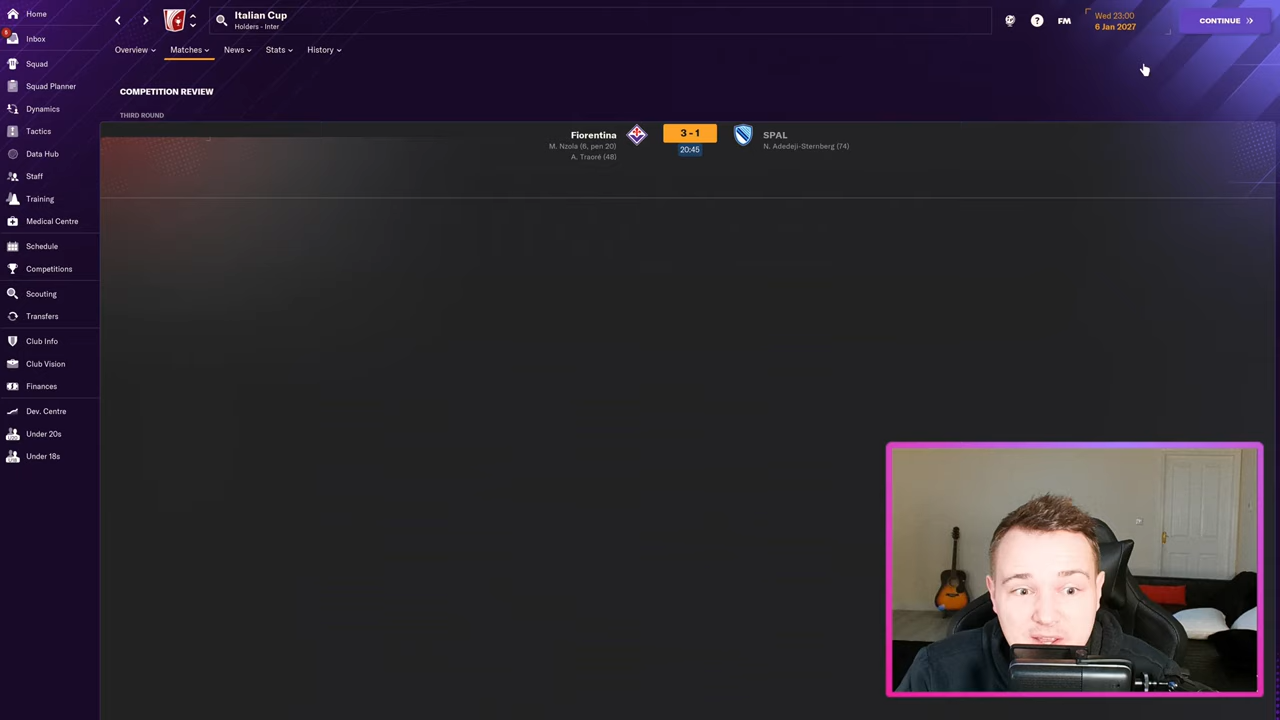 Home
Italian Cup
Holders - Inter
Wed 23:00
6 Jan 2027
FM
CONTINUE
6
Inbox
Overview
Matches
News
Stats
History
Squad
Squad Planner
Dynamics
Tactics
Data Hub
Staff
Training
Medical Centre
Schedule
Competitions
Scouting
Transfers
Club Info
Club Vision
Finances
Dev. Centre
Under 20s
Under 18s
COMPETITION REVIEW
THIRD ROUND
Fiorentina
3 - 1
SPAL
M. Nzola (6, pen 20)
20:45
N. Adedeji-Sternberg (74)
A. Traoré (48)